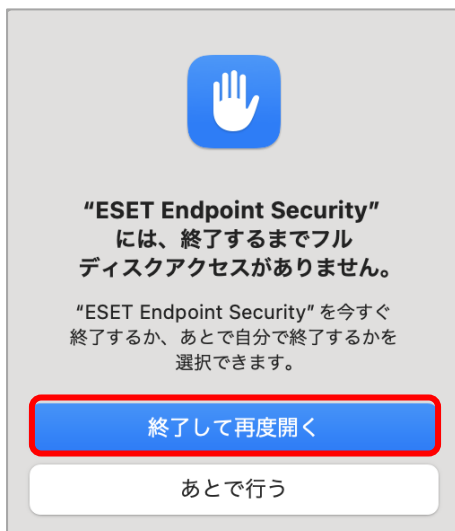 “ESET Endpoint Security”
には、終了するまでフル
ディスクアクセスがありません。
“ESET Endpoint Security” を今すぐ
終了するか、あとで自分で終了するかを
選択できます。
終了して再度開く
あとで行う